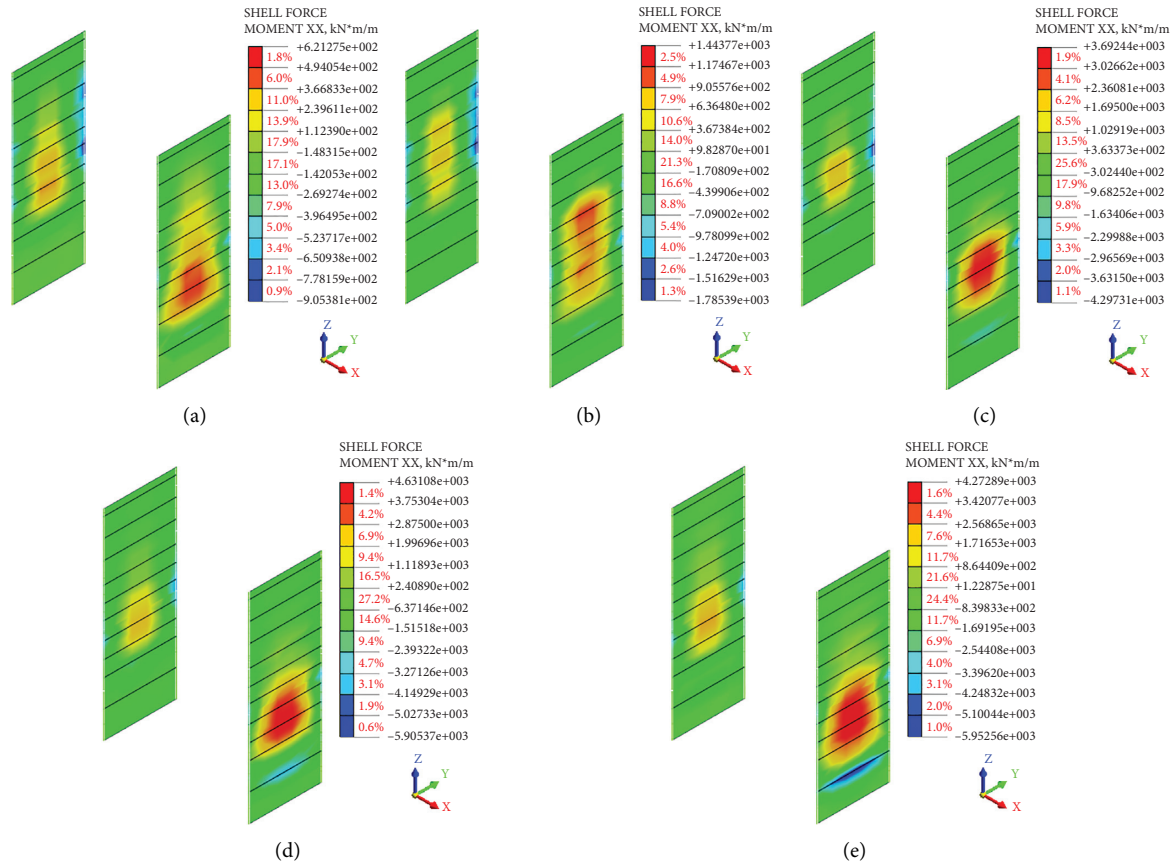 SHELL FORCE
MOMENT XX, kN*m/m
+6.21275e+002
1.8%
+4.94054e+002
6.0%
+3.66833e+002
11.0%
+2.39611e+002
13.9%
+1.12390e+002
17.9%
−1.48315e+001
17.1%
−1.42053e+002
13.0%
−2.69274e+002
7.9%
−3.96495e+002
5.0%
−5.23717e+002
3.4%
−6.50938e+002
2.1%
−7.78159e+002
0.9%
−9.05381e+002
Z
Y
X
(a)
SHELL FORCE
MOMENT XX, kN*m/m
+1.44377e+003
2.5%
+1.17467e+003
4.9%
+9.05576e+002
7.9%
+6.36480e+002
10.6%
+3.67384e+002
14.0%
+9.82870e+001
21.3%
−1.70809e+002
16.6%
−4.39906e+002
8.8%
−7.09002e+002
5.4%
−9.78099e+002
4.0%
−1.24720e+003
2.6%
−1.51629e+003
1.3%
−1.78539e+003
Z
Y
X
(b)
SHELL FORCE
MOMENT XX, kN*m/m
+3.69244e+003
1.9%
+3.02662e+003
4.1%
+2.36081e+003
6.2%
+1.69500e+003
8.5%
+1.02919e+003
13.5%
+3.63373e+002
25.6%
−3.02440e+002
17.9%
−9.68252e+002
9.8%
−1.63406e+003
5.9%
−2.29988e+003
3.3%
−2.96569e+003
2.0%
−3.63150e+003
1.1%
−4.29731e+003
Z
Y
X
(c)
SHELL FORCE
MOMENT XX, kN*m/m
+4.63108e+003
1.4%
+3.75304e+003
4.2%
+2.87500e+003
6.9%
+1.99696e+003
9.4%
+1.11893e+003
16.5%
+2.40890e+002
27.2%
−6.37146e+002
14.6%
−1.51518e+003
9.4%
−2.39322e+003
4.7%
−3.27126e+003
3.1%
−4.14929e+003
1.9%
−5.02733e+003
0.6%
−5.90537e+003
Z
Y
X
(d)
SHELL FORCE
MOMENT XX, kN*m/m
+4.27289e+003
1.6%
+3.42077e+003
4.4%
+2.56865e+003
7.6%
+1.71653e+003
11.7%
+8.64409e+002
21.6%
+1.22875e+001
24.4%
−8.39833e+002
11.7%
−1.69195e+003
6.9%
−2.54408e+003
4.0%
−3.39620e+003
3.1%
−4.24832e+003
2.0%
−5.10044e+003
1.0%
−5.95256e+003
Z
Y
X
(e)